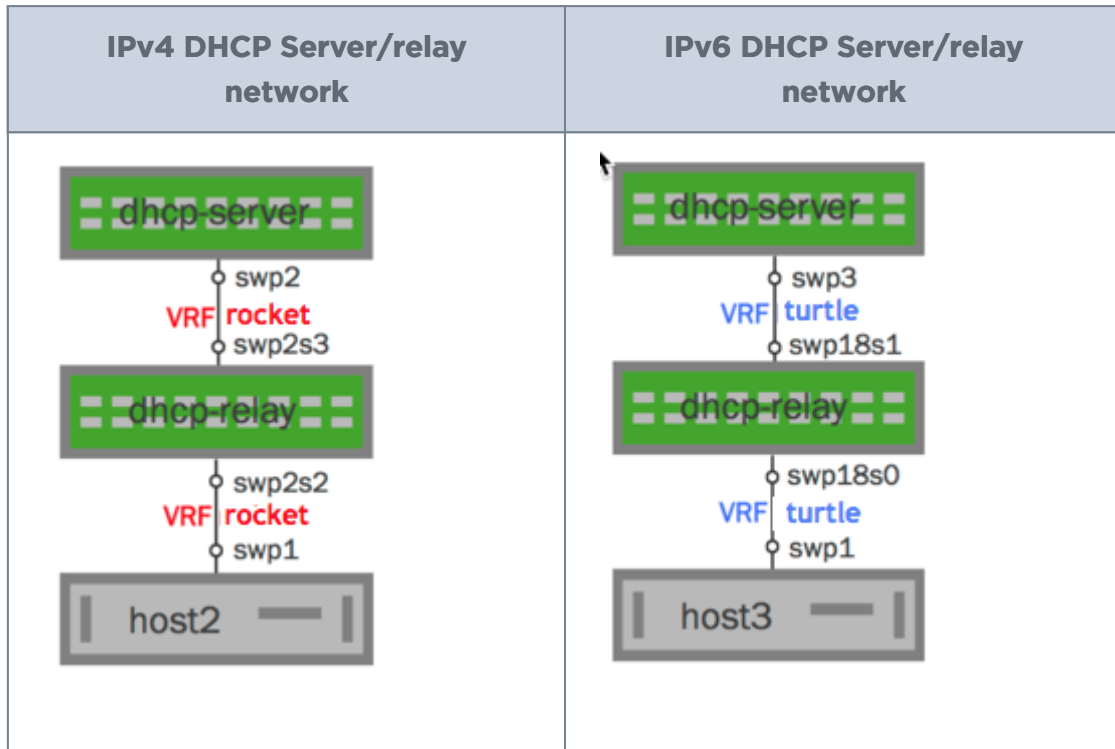 IPv4 DHCP Server/relay
network
dhcp-server
swp2
VRF rocket
swp2s3
dhcp-relay
swp2s2
VRF rocket
swp1
host2
IPv6 DHCP Server/relay
network
dhcp-server
swp3
VRF turtle
swp18s1
dhcp-relay
swp18s0
VRF turtle
swp1
host3